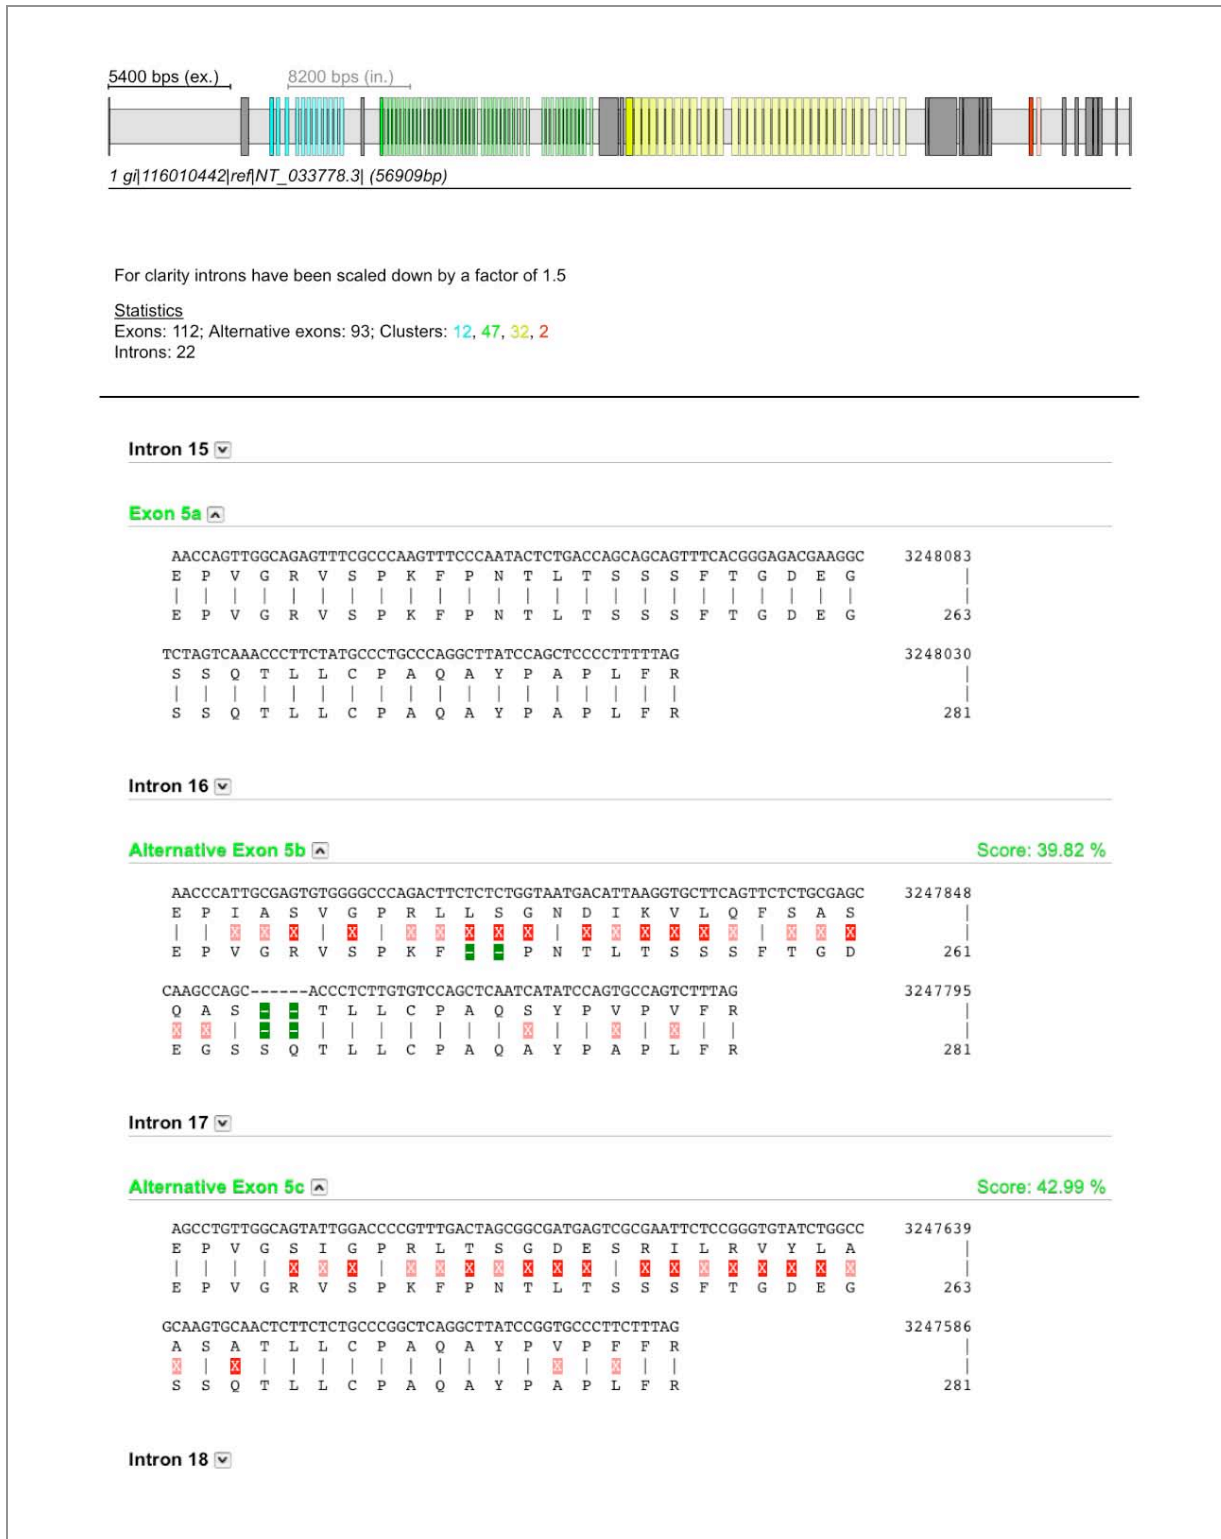 5400 bps (ex.) 8200 bps (in.)
1 gi|116010442|ref|NT_033778.3| (56909bp)
For clarity introns have been scaled down by a factor of 1.5
Statistics
Exons: 112; Alternative exons: 93; Clusters: 12, 47, 32, 2
Introns: 22
Intron 15
Exon 5a
AACCAGTTGGCAGAGTTTCGCCCAAGTTTCCCAATACTCTGACCAGCAGCAGTTTCACGGGAGACGAAGGC 3248083
E P V G R V S P K F P N T L T S S S F T G D E G |
| | | | | | | | | | | | | | | | | | | | | | | | |
E P V G R V S P K F P N T L T S S S F T G D E G 263
TCTAGTCAAACCCTTCTATGCCCTGCCCAGGCTTATCCAGCTCCCCTTTTTAG 3248030
S S Q T L L C P A Q A Y P A P L F R |
| | | | | | | | | | | | | | | | | | |
S S Q T L L C P A Q A Y P A P L F R 281
Intron 16
Alternative Exon 5b Score: 39.82 %
AACCCATTGCGAGTGTGGGGCCCAGACTTCTCTCTGGTAATGACATTAAGGTGCTTCAGTTCTCTGCGAGC 3247848
E P I A S V G P R L L S G N D I K V L Q F S A S |
| | X X X | X | X X X X X | X X X X X X | X X X |
E P V G R V S P K F - - P N T L T S S S F T G D 261
CAAGCCAGC------ACCCTCTTGTGTCCAGCTCAATCATATCCAGTGCCAGTCTTTAG 3247795
Q A S - - T L L C P A Q S Y P V P V F R |
X X | - - | | | | | | | X | | X | X | | |
E G S S Q T L L C P A Q A Y P A P L F R 281
Intron 17
Alternative Exon 5c Score: 42.99 %
AGCCTGTTGGCAGTATTGGACCCCGTTTGACTAGCGGCGATGAGTCGCGAATTCTCCGGGTGTATCTGGCC 3247639
E P V G S I G P R L T S G D E S R I L R V Y L A |
| | | | X X X | X X X X X X X | X X X X X X X X |
E P V G R V S P K F P N T L T S S S F T G D E G 263
GCAAGTGCAACTCTTCTCTGCCCGGCTCAGGCTTATCCGGTGCCCTTCTTTAG 3247586
A S A T L L C P A Q A Y P V P F F R |
X | X | | | | | | | | | | X | X | | |
S S Q T L L C P A Q A Y P A P L F R 281
Intron 18